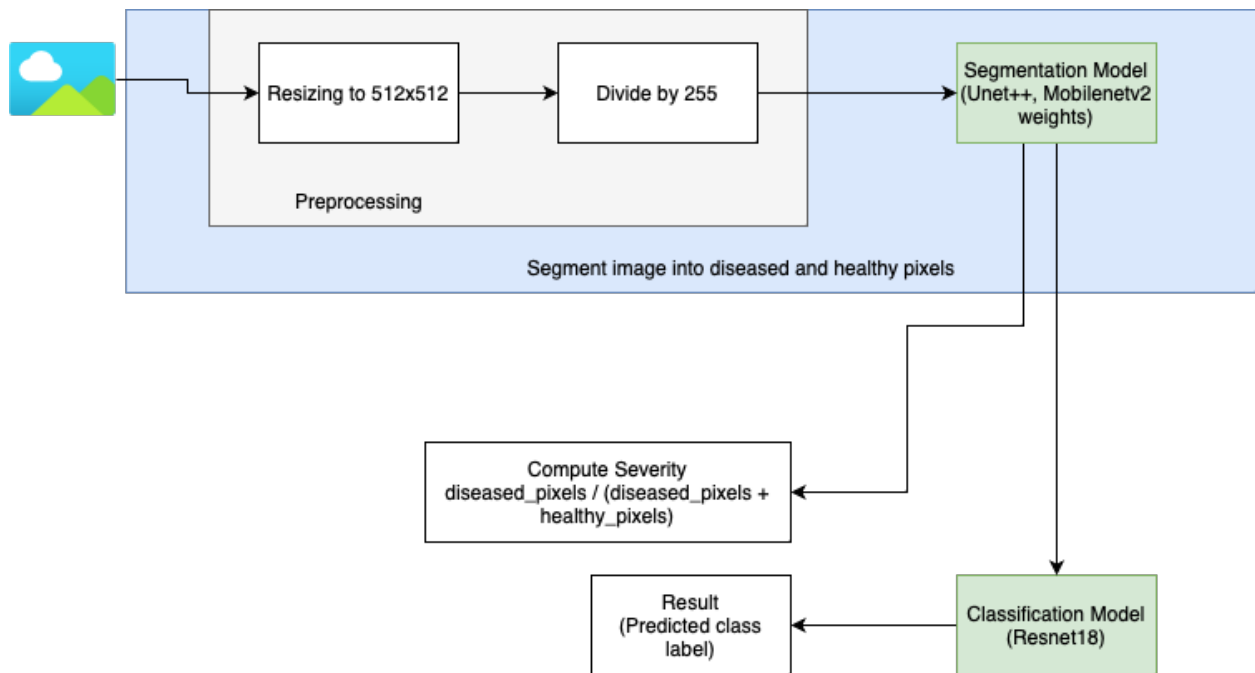 Resizing to 512x512
Divide by 255
Segmentation Model
(Unet++, Mobilenetv2
weights)
Preprocessing
Segment image into diseased and healthy pixels
Compute Severity
diseased_pixels / (diseased_pixels +
healthy_pixels)
Result
(Predicted class
label)
Classification Model
(Resnet18)